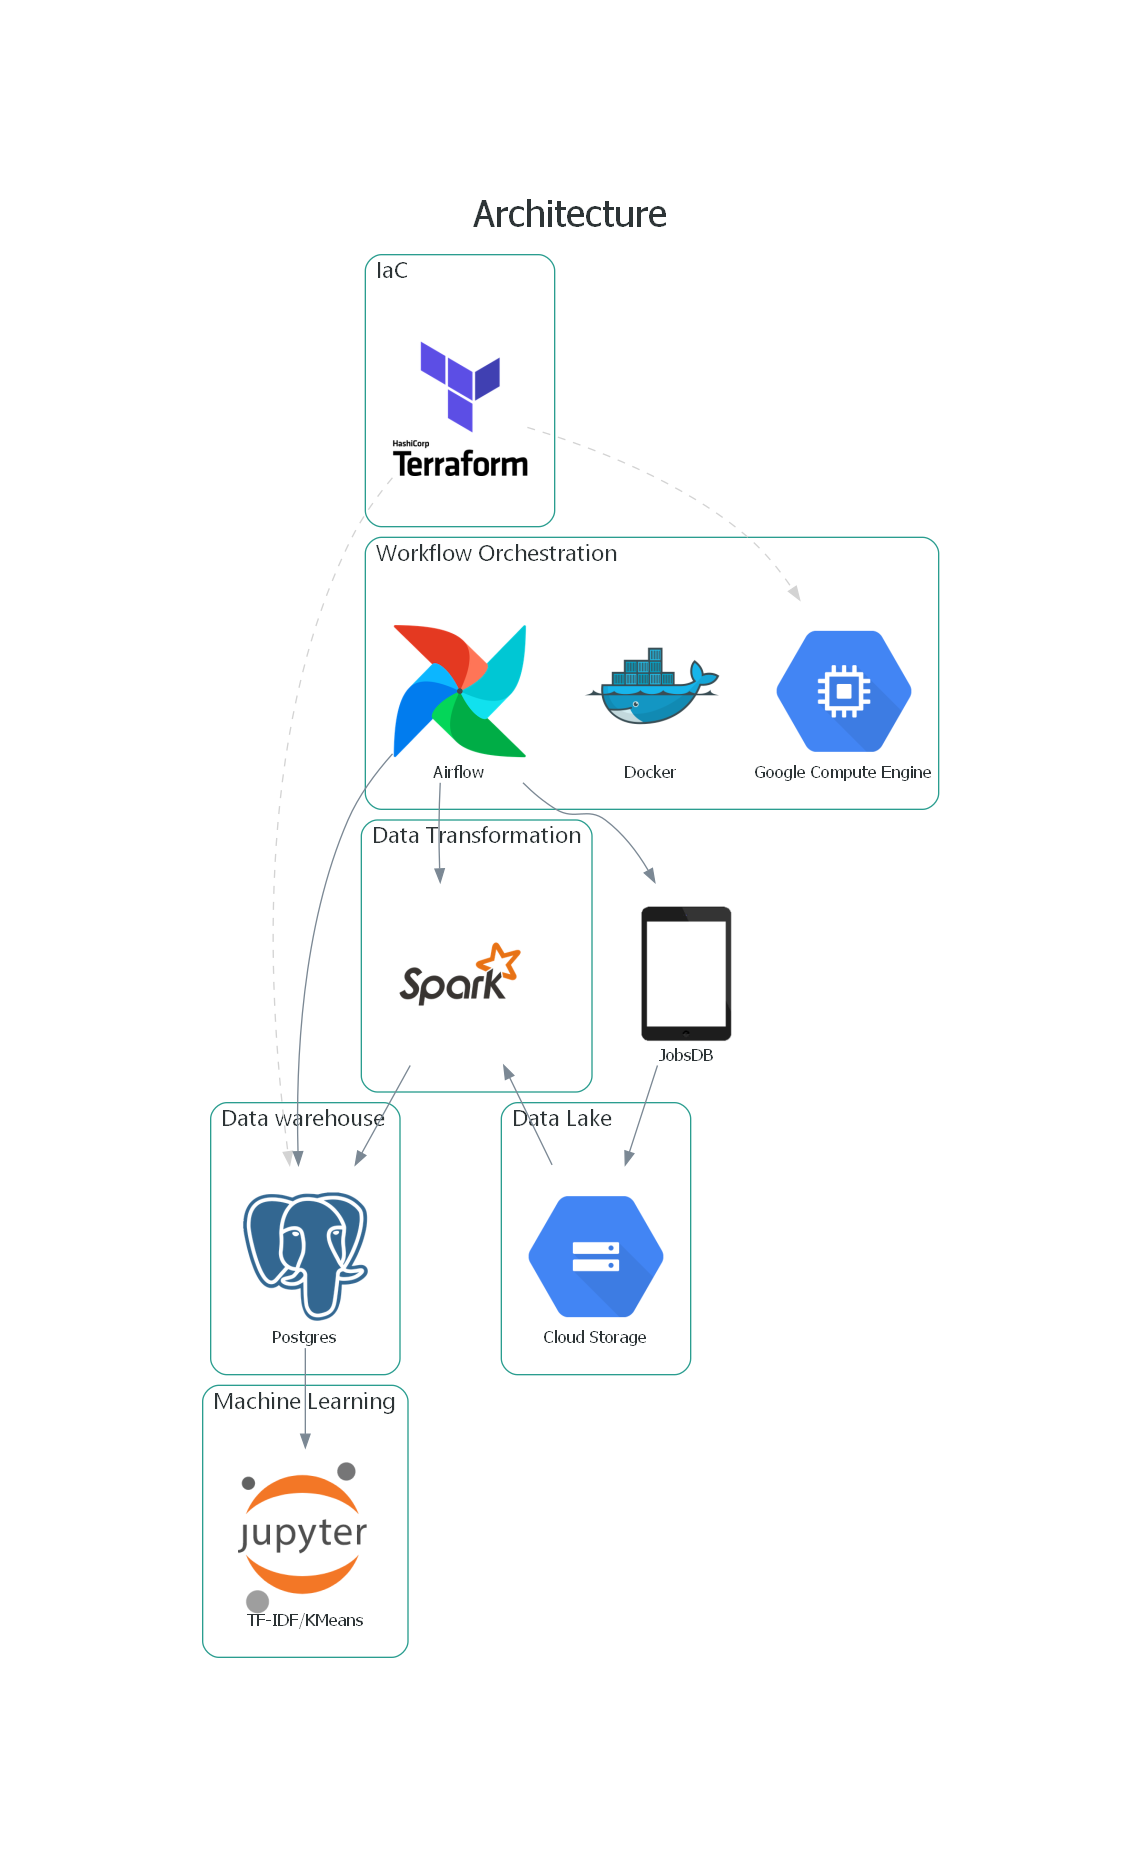 Architecture
IaC
HashiCorp
Terraform
Workflow Orchestration
Airflow
Docker
Google Compute Engine
Data Transformation
Spark
JobsDB
Data warehouse
Data Lake
Postgres
Cloud Storage
Machine Learning
jupyter
TF-IDF/KMeans